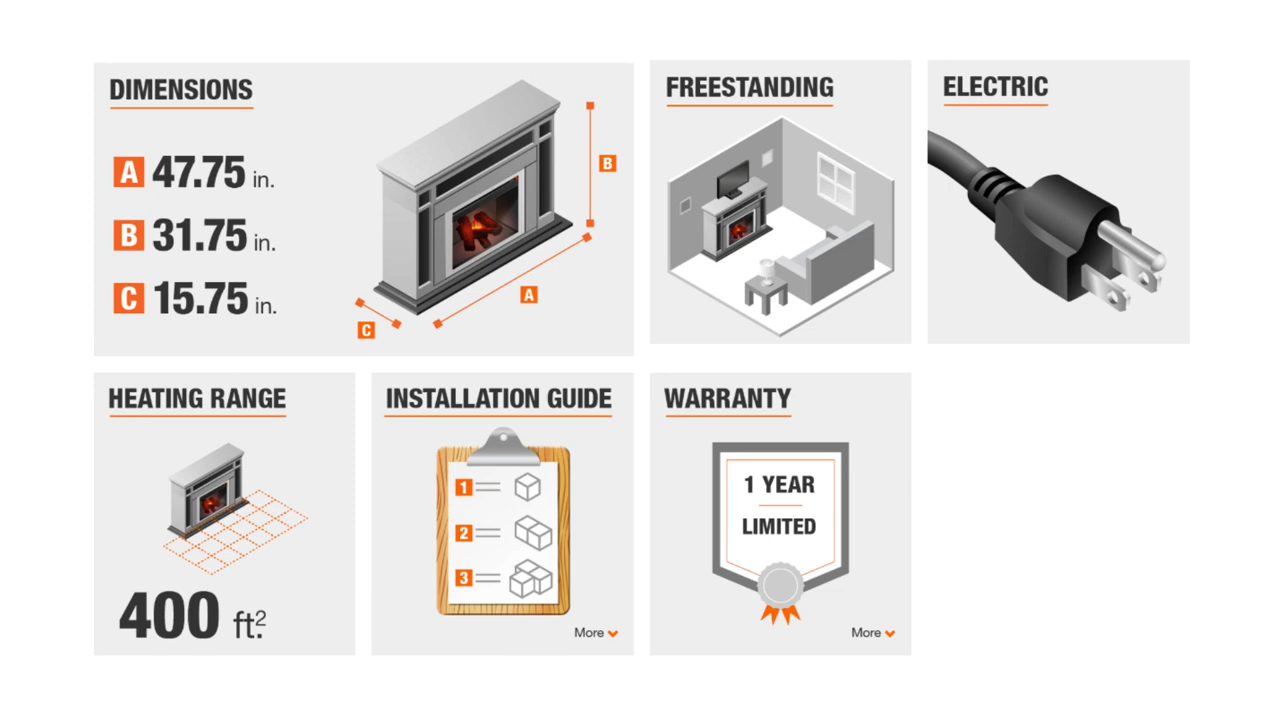 DIMENSIONS
A 47.75 in.
B 31.75 in.
C 15.75 in.
B
A
C
FREESTANDING
ELECTRIC
HEATING RANGE
400 ft.²
INSTALLATION GUIDE
1
2
3
More
WARRANTY
1 YEAR
LIMITED
More